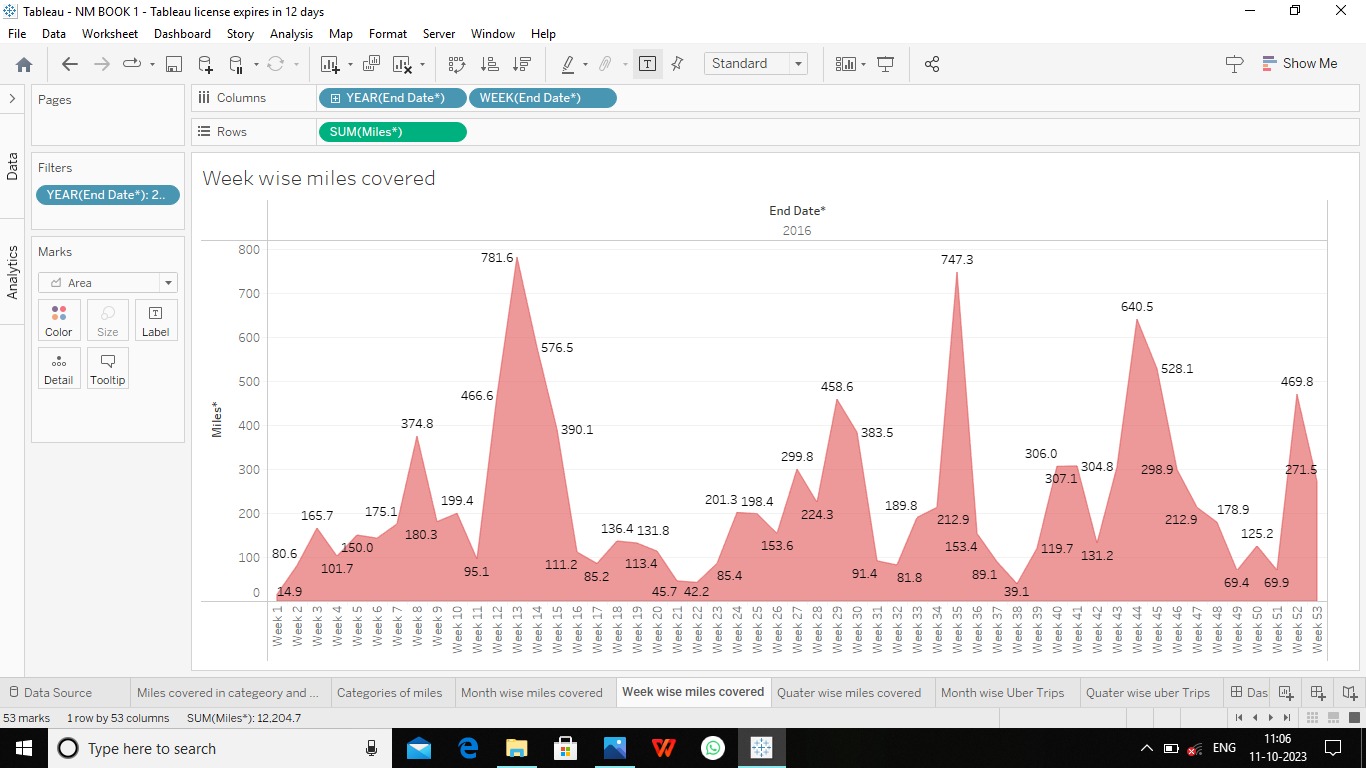 Tableau - NM BOOK 1 - Tableau license expires in 12 days
File Data Worksheet Dashboard Story Analysis Map Format Server Window Help
Standard
Show Me
Data
Analytics
Pages
Filters
YEAR(End Date*): 2..
Marks
Area
Color Size Label
Detail Tooltip
Columns YEAR(End Date*) WEEK(End Date*)
Rows SUM(Miles*)
Week wise miles covered
End Date*
2016
Miles*
800
700
600
500
400
300
200
100
0
14.9
80.6
165.7
101.7
150.0
175.1
374.8
180.3
199.4
95.1
466.6
781.6
576.5
390.1
111.2
85.2
136.4
131.8
113.4
45.7
42.2
85.4
201.3
198.4
153.6
299.8
224.3
458.6
383.5
91.4
81.8
189.8
212.9
747.3
153.4
89.1
39.1
119.7
306.0
307.1
131.2
304.8
640.5
528.1
298.9
212.9
178.9
69.4
125.2
69.9
469.8
271.5
Week 1
Week 2
Week 3
Week 4
Week 5
Week 6
Week 7
Week 8
Week 9
Week 10
Week 11
Week 12
Week 13
Week 14
Week 15
Week 16
Week 17
Week 18
Week 19
Week 20
Week 21
Week 22
Week 23
Week 24
Week 25
Week 26
Week 27
Week 28
Week 29
Week 30
Week 31
Week 32
Week 33
Week 34
Week 35
Week 36
Week 37
Week 38
Week 39
Week 40
Week 41
Week 42
Week 43
Week 44
Week 45
Week 46
Week 47
Week 48
Week 49
Week 50
Week 51
Week 52
Week 53
Data Source Miles covered in categeory and ... Categories of miles Month wise miles covered Week wise miles covered Quater wise miles covered Month wise Uber Trips Quater wise uber Trips Das
53 marks 1 row by 53 columns SUM(Miles*): 12,204.7
Type here to search
ENG
11:06
11-10-2023